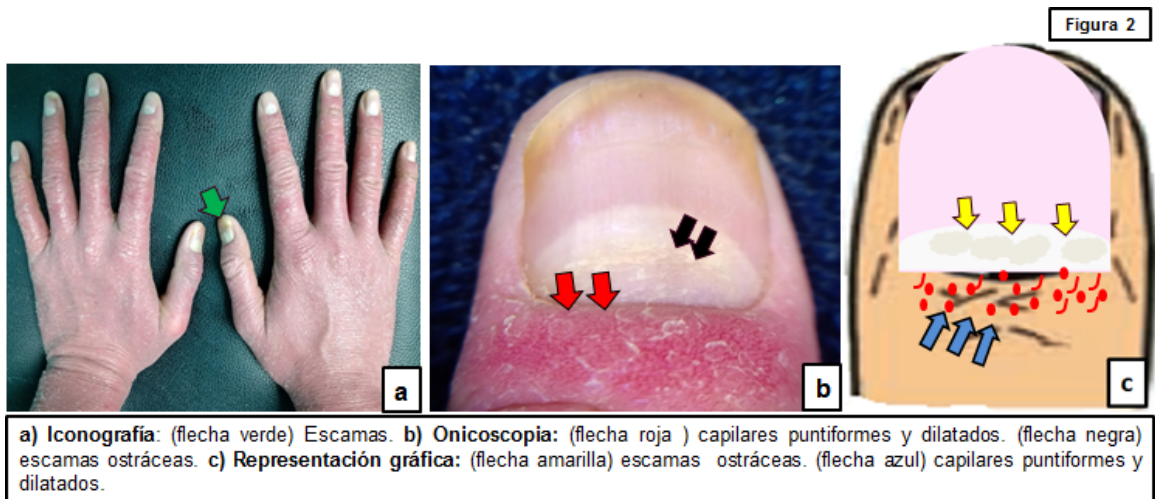 Figura 2
a
b
c
a) Iconografía: (flecha verde) Escamas. b) Onicoscopia: (flecha roja ) capilares puntiformes y dilatados. (flecha negra)
escamas ostráceas. c) Representación gráfica: (flecha amarilla) escamas ostráceas. (flecha azul) capilares puntiformes y
dilatados.